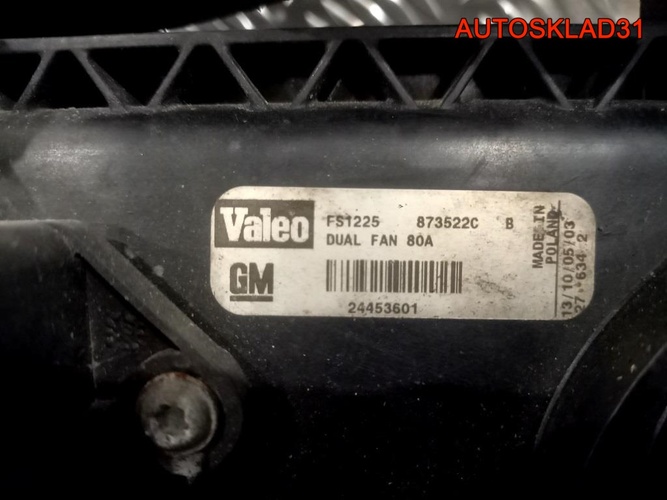 AUTOSKLAD31
Valeo FS1225 873522C B
DUAL FAN 80A
GM
24453601
MADE IN
POLAND
13/10/05/03
27 634 2